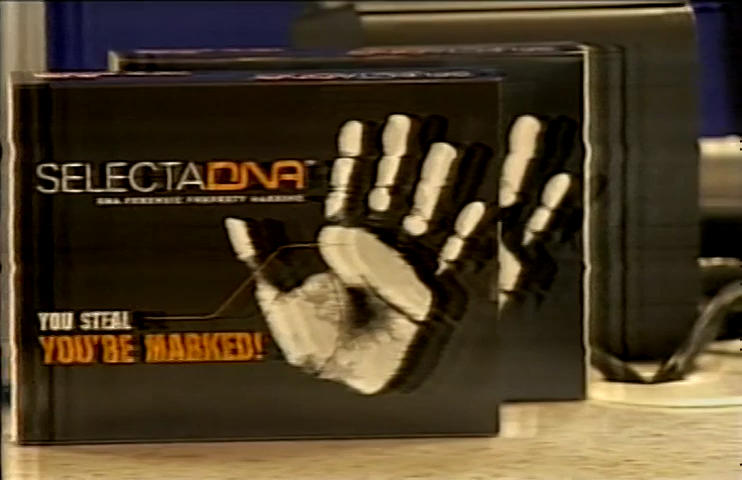 SELECTADNA
DNA FORENSIC PROPERTY MARKING
YOU STEAL
YOU'BE MARKED!